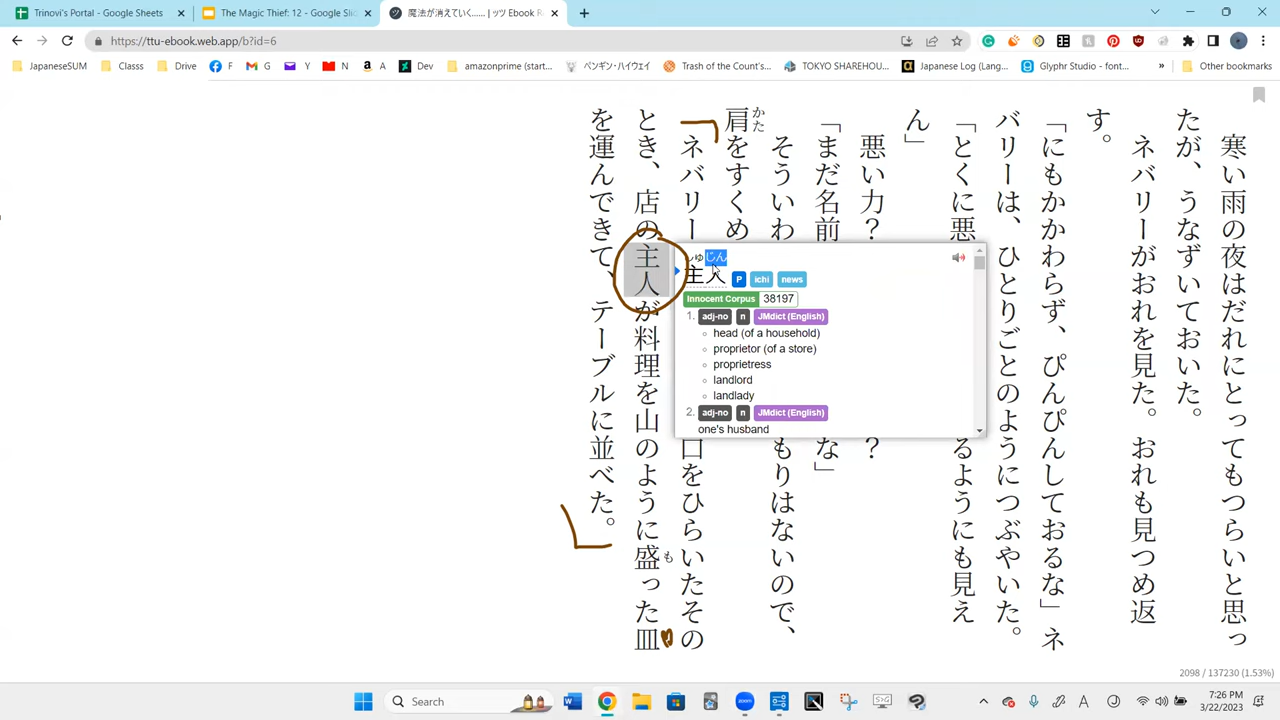 Trinovi's Portal - Google Sheets
The Magic Thief: 12 - Google Slid
魔法が消えていく…… | ッツ Ebook R
https://ttu-ebook.web.app/b?id=6
JapaneseSUM
Classs
Drive
F
G
Y
N
A
Dev
amazonprime (star...
ペンギン・ハイウェイ
Trash of the Count's...
TOKYO SHAREHOU...
Japanese Log (Lang...
Glyphr Studio - font...
»
Other bookmarks
寒い雨の夜はだれにとってもつらいと思っ
たが、うなずいておいた。
ネバリーがおれを見た。おれも見つめ返
す。
「にもかかわらず、ぴんぴんしておるな」ネ
バリーは、ひとりごとのようにつぶやいた。
「とくに悪
るようにも見え
ん」
悪い力？
？
「まだ名前
な」
そういわ
もりはないので、
肩をすくめ
かた
ネバリー
口をひらいたその
とき、店の主人が料理を山のように盛った皿
も
を運んできて、テーブルに並べた。
しゅじん
主人
P
ichi
news
Innocent Corpus 38197
1. adj-no n JMdict (English)
head (of a household)
proprietor (of a store)
proprietress
landlord
landlady
2. adj-no n JMdict (English)
one's husband
2098 / 137230 (1.53%)
Search
zoom
7:26 PM
3/22/2023